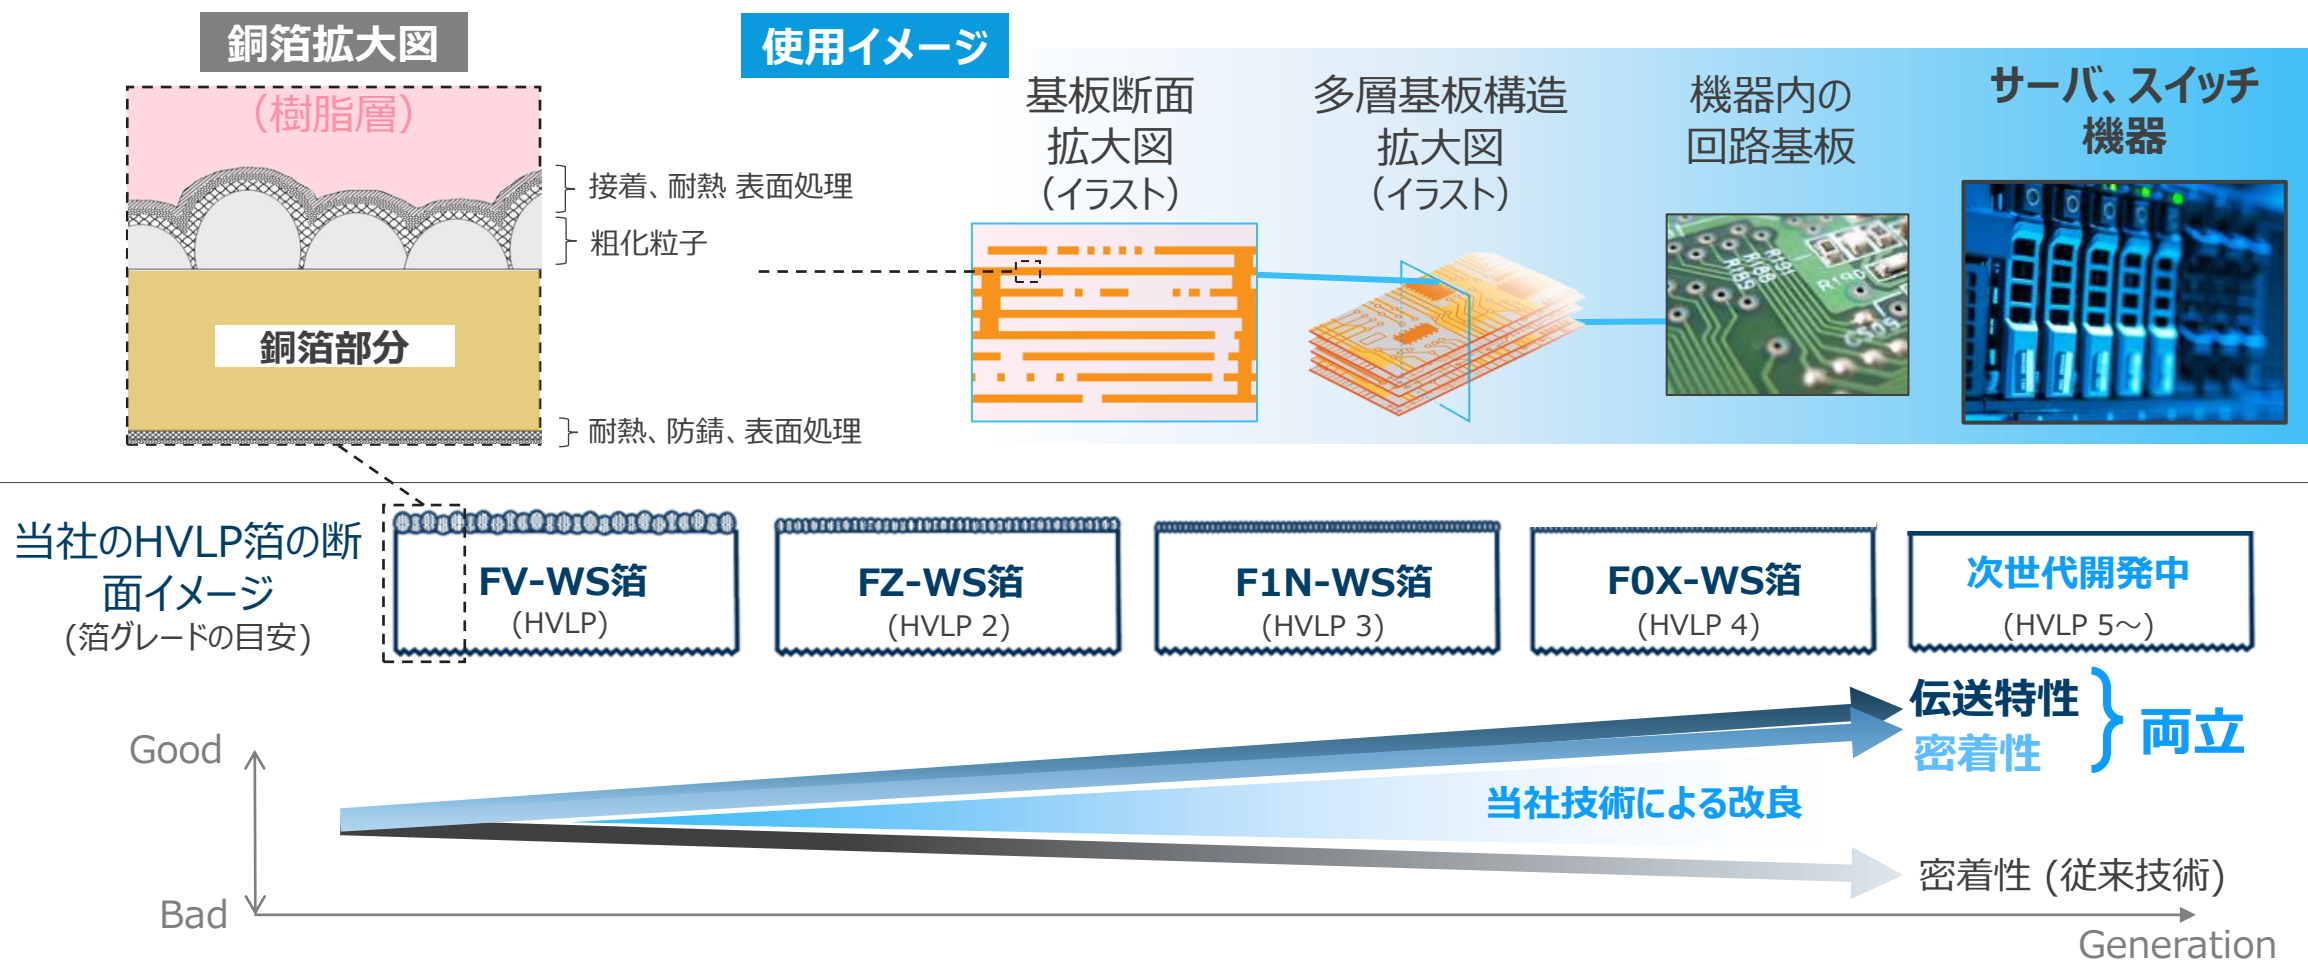 銅箔拡大図
(樹脂層)
接着、耐熱 表面処理
粗化粒子
銅箔部分
耐熱、防錆、表面処理
使用イメージ
基板断面
拡大図
(イラスト)
多層基板構造
拡大図
(イラスト)
機器内の
回路基板
サーバ、スイッチ
機器
R191
R188
R189
R190
当社のHVLP箔の断
面イメージ
(箔グレードの目安)
FV-WS箔
(HVLP)
FZ-WS箔
(HVLP 2)
F1N-WS箔
(HVLP 3)
F0X-WS箔
(HVLP 4)
次世代開発中
(HVLP 5～)
伝送特性
密着性
両立
当社技術による改良
密着性 (従来技術)
Good
Bad
Generation